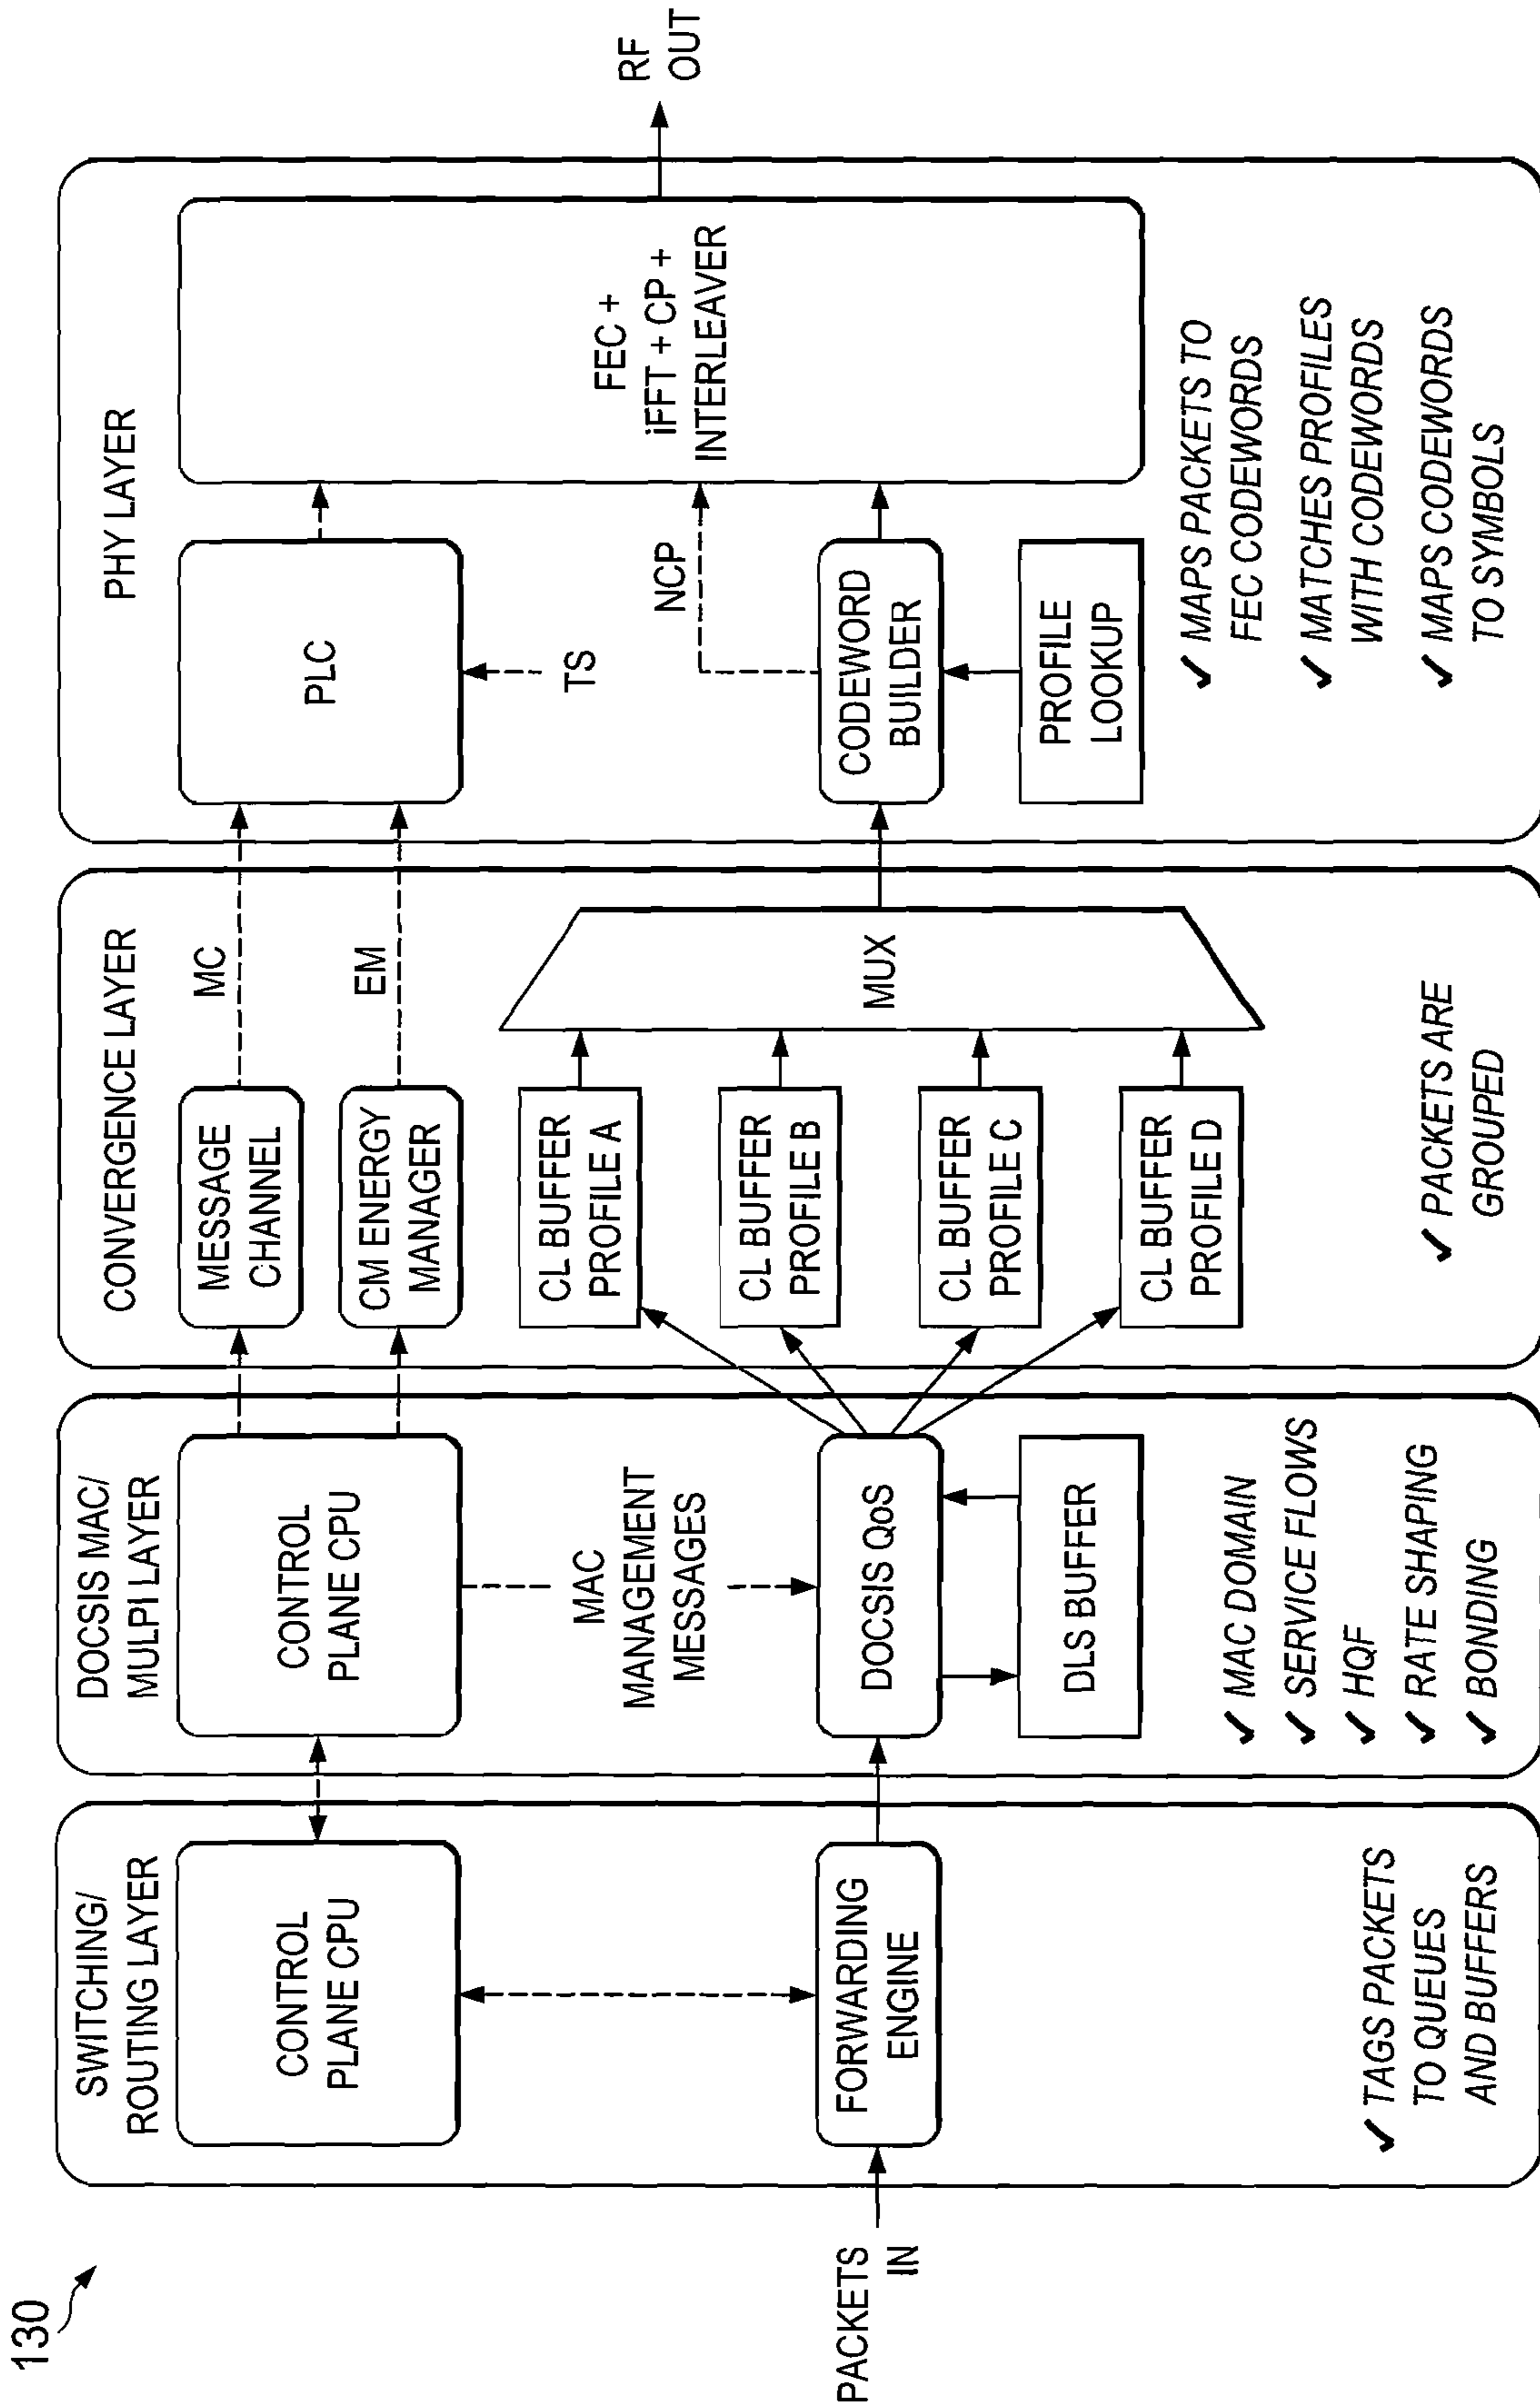 130
PACKETS
IN
SWITCHING/
ROUTING LAYER
CONTROL
PLANE CPU
FORWARDING
ENGINE
✓ TAGS PACKETS
TO QUEUES
AND BUFFERS
DOCSIS MAC/
MULPI LAYER
CONTROL
PLANE CPU
MAC
MANAGEMENT
MESSAGES
DOCSIS QoS
DLS BUFFER
✓ MAC DOMAIN
✓ SERVICE FLOWS
✓ HQF
✓ RATE SHAPING
✓ BONDING
CONVERGENCE LAYER
MESSAGE
CHANNEL
MC
CM ENERGY
MANAGER
EM
CL BUFFER
PROFILE A
CL BUFFER
PROFILE B
CL BUFFER
PROFILE C
CL BUFFER
PROFILE D
MUX
✓ PACKETS ARE
GROUPED
PHY LAYER
PLC
TS
NCP
CODEWORD
BUILDER
PROFILE
LOOKUP
FEC +
iFFT + CP +
INTERLEAVER
✓ MAPS PACKETS TO
FEC CODEWORDS
✓ MATCHES PROFILES
WITH CODEWORDS
✓ MAPS CODEWORDS
TO SYMBOLS
RF
OUT